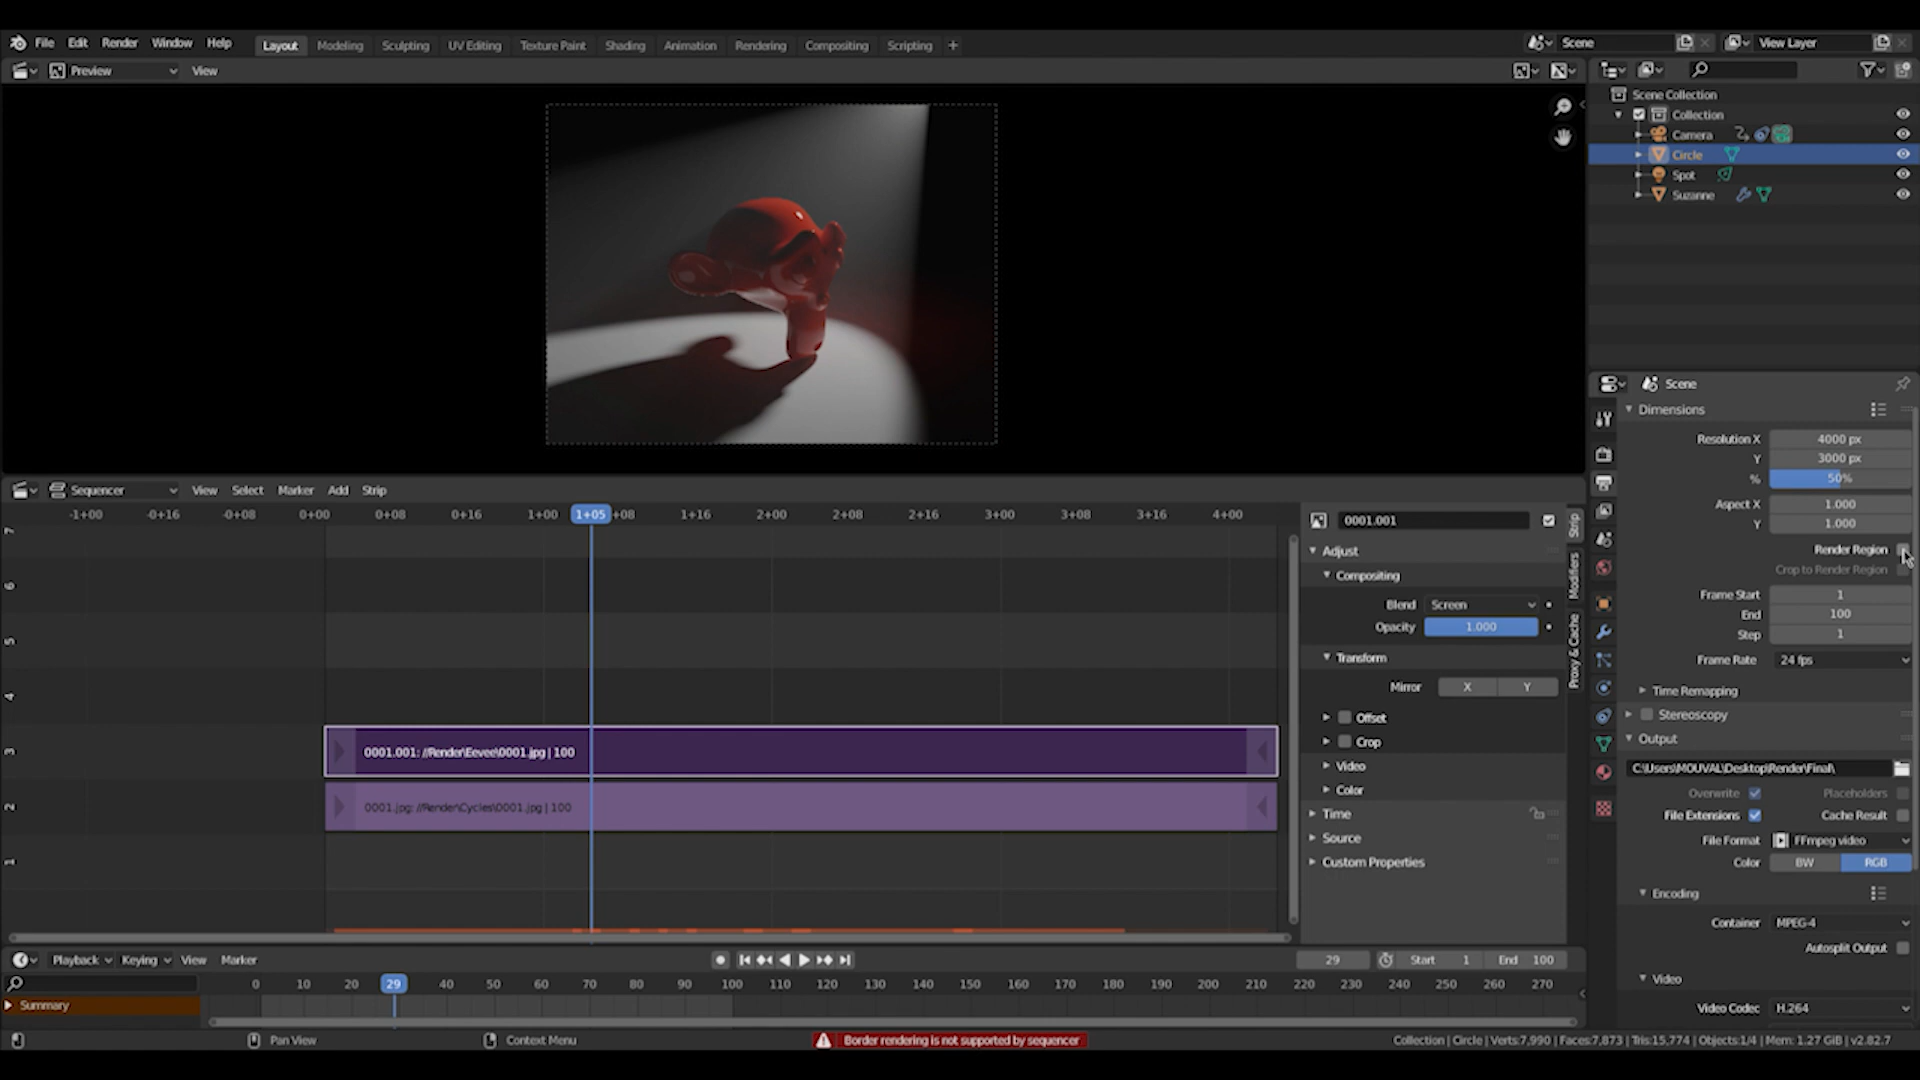 File Edit Render Window Help Layout Modeling Sculpting UV Editing Texture Paint Shading Animation Rendering Compositing Scripting +
Scene
View Layer
Preview View
Scene Collection
Collection
Camera
Circle
Spot
Suzanne
Scene
Dimensions
Resolution X 4000 px
Y 3000 px
% 50%
Aspect X 1.000
Y 1.000
Render Region
Crop to Render Region
Frame Start 1
End 100
Step 1
Frame Rate 24 fps
Time Remapping
Stereoscopy
Output
C:\Users\MOUVAL\Desktop\Render\Final\
Overwrite Placeholders
File Extensions Cache Result
File Format FFmpeg video
Color BW RGB
Encoding
Container MPEG-4
Autosplit Output
Video
Video Codec H.264
Sequencer View Select Marker Add Strip
-1+00 -0+16 -0+08 0+00 0+08 0+16 1+00 1+05 +08 1+16 2+00 2+08 2+16 3+00 3+08 3+16 4+00
7
6
5
4
3
2
1
0001.001: //Render\Eevee\0001.jpg | 100
0001.jpg: //Render\Cycles\0001.jpg | 100
0001.001
Adjust
Compositing
Blend Screen
Opacity 1.000
Transform
Mirror X Y
Offset
Crop
Video
Color
Time
Source
Custom Properties
Strip
Modifiers
Proxy & Cache
Playback Keying View Marker
29 Start 1 End 100
0 10 20 29 40 50 60 70 80 90 100 110 120 130 140 150 160 170 180 190 200 210 220 230 240 250 260 270
Summary
Pan View Context Menu
Border rendering is not supported by sequencer
Collection | Circle | Verts:7,990 | Faces:7,873 | Tris:15,774 | Objects:1/4 | Mem: 1.27 GiB | v2.82.7